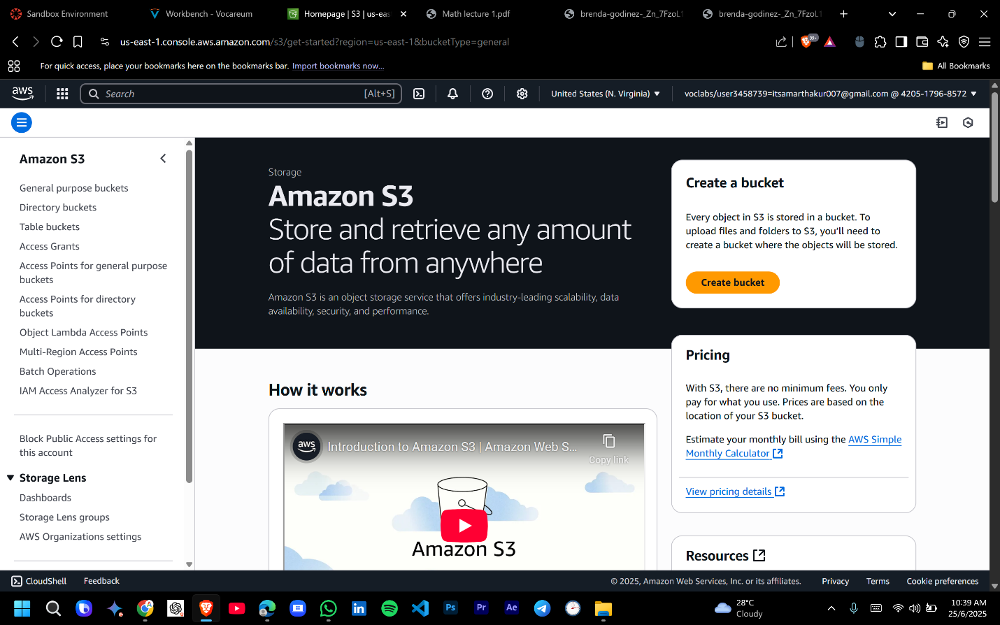 Sandbox Environment
Workbench - Vocareum
Homepage | S3 | us-eas
Math lecture 1.pdf
brenda-godinez-_Zn_7FzoL1
brenda-godinez-_Zn_7FzoL1
us-east-1.console.aws.amazon.com/s3/get-started?region=us-east-1&bucketType=general
99+
For quick access, place your bookmarks here on the bookmarks bar. Import bookmarks now...
All Bookmarks
aws
Search
[Alt+S]
United States (N. Virginia)
voclabs/user3458739=itsamarthakur007@gmail.com @ 4205-1796-8572
Amazon S3
General purpose buckets
Directory buckets
Table buckets
Access Grants
Access Points for general purpose
buckets
Access Points for directory
buckets
Object Lambda Access Points
Multi-Region Access Points
Batch Operations
IAM Access Analyzer for S3
Block Public Access settings for
this account
Storage Lens
Dashboards
Storage Lens groups
AWS Organizations settings
Storage
Amazon S3
Store and retrieve any amount
of data from anywhere
Amazon S3 is an object storage service that offers industry-leading scalability, data
availability, security, and performance.
Create a bucket
Every object in S3 is stored in a bucket. To
upload files and folders to S3, you'll need to
create a bucket where the objects will be stored.
Create bucket
How it works
aws
Introduction to Amazon S3 | Amazon Web S...
Copy link
Amazon S3
Pricing
With S3, there are no minimum fees. You only
pay for what you use. Prices are based on the
location of your S3 bucket.
Estimate your monthly bill using the AWS Simple
Monthly Calculator
View pricing details
Resources
CloudShell
Feedback
© 2025, Amazon Web Services, Inc. or its affiliates.
Privacy
Terms
Cookie preferences
Ps
Pr
Ae
28°C
Cloudy
10:39 AM
25/6/2025